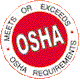 MEETS OR EXCEEDS
OSHA
OSHA REQUIREMENTS